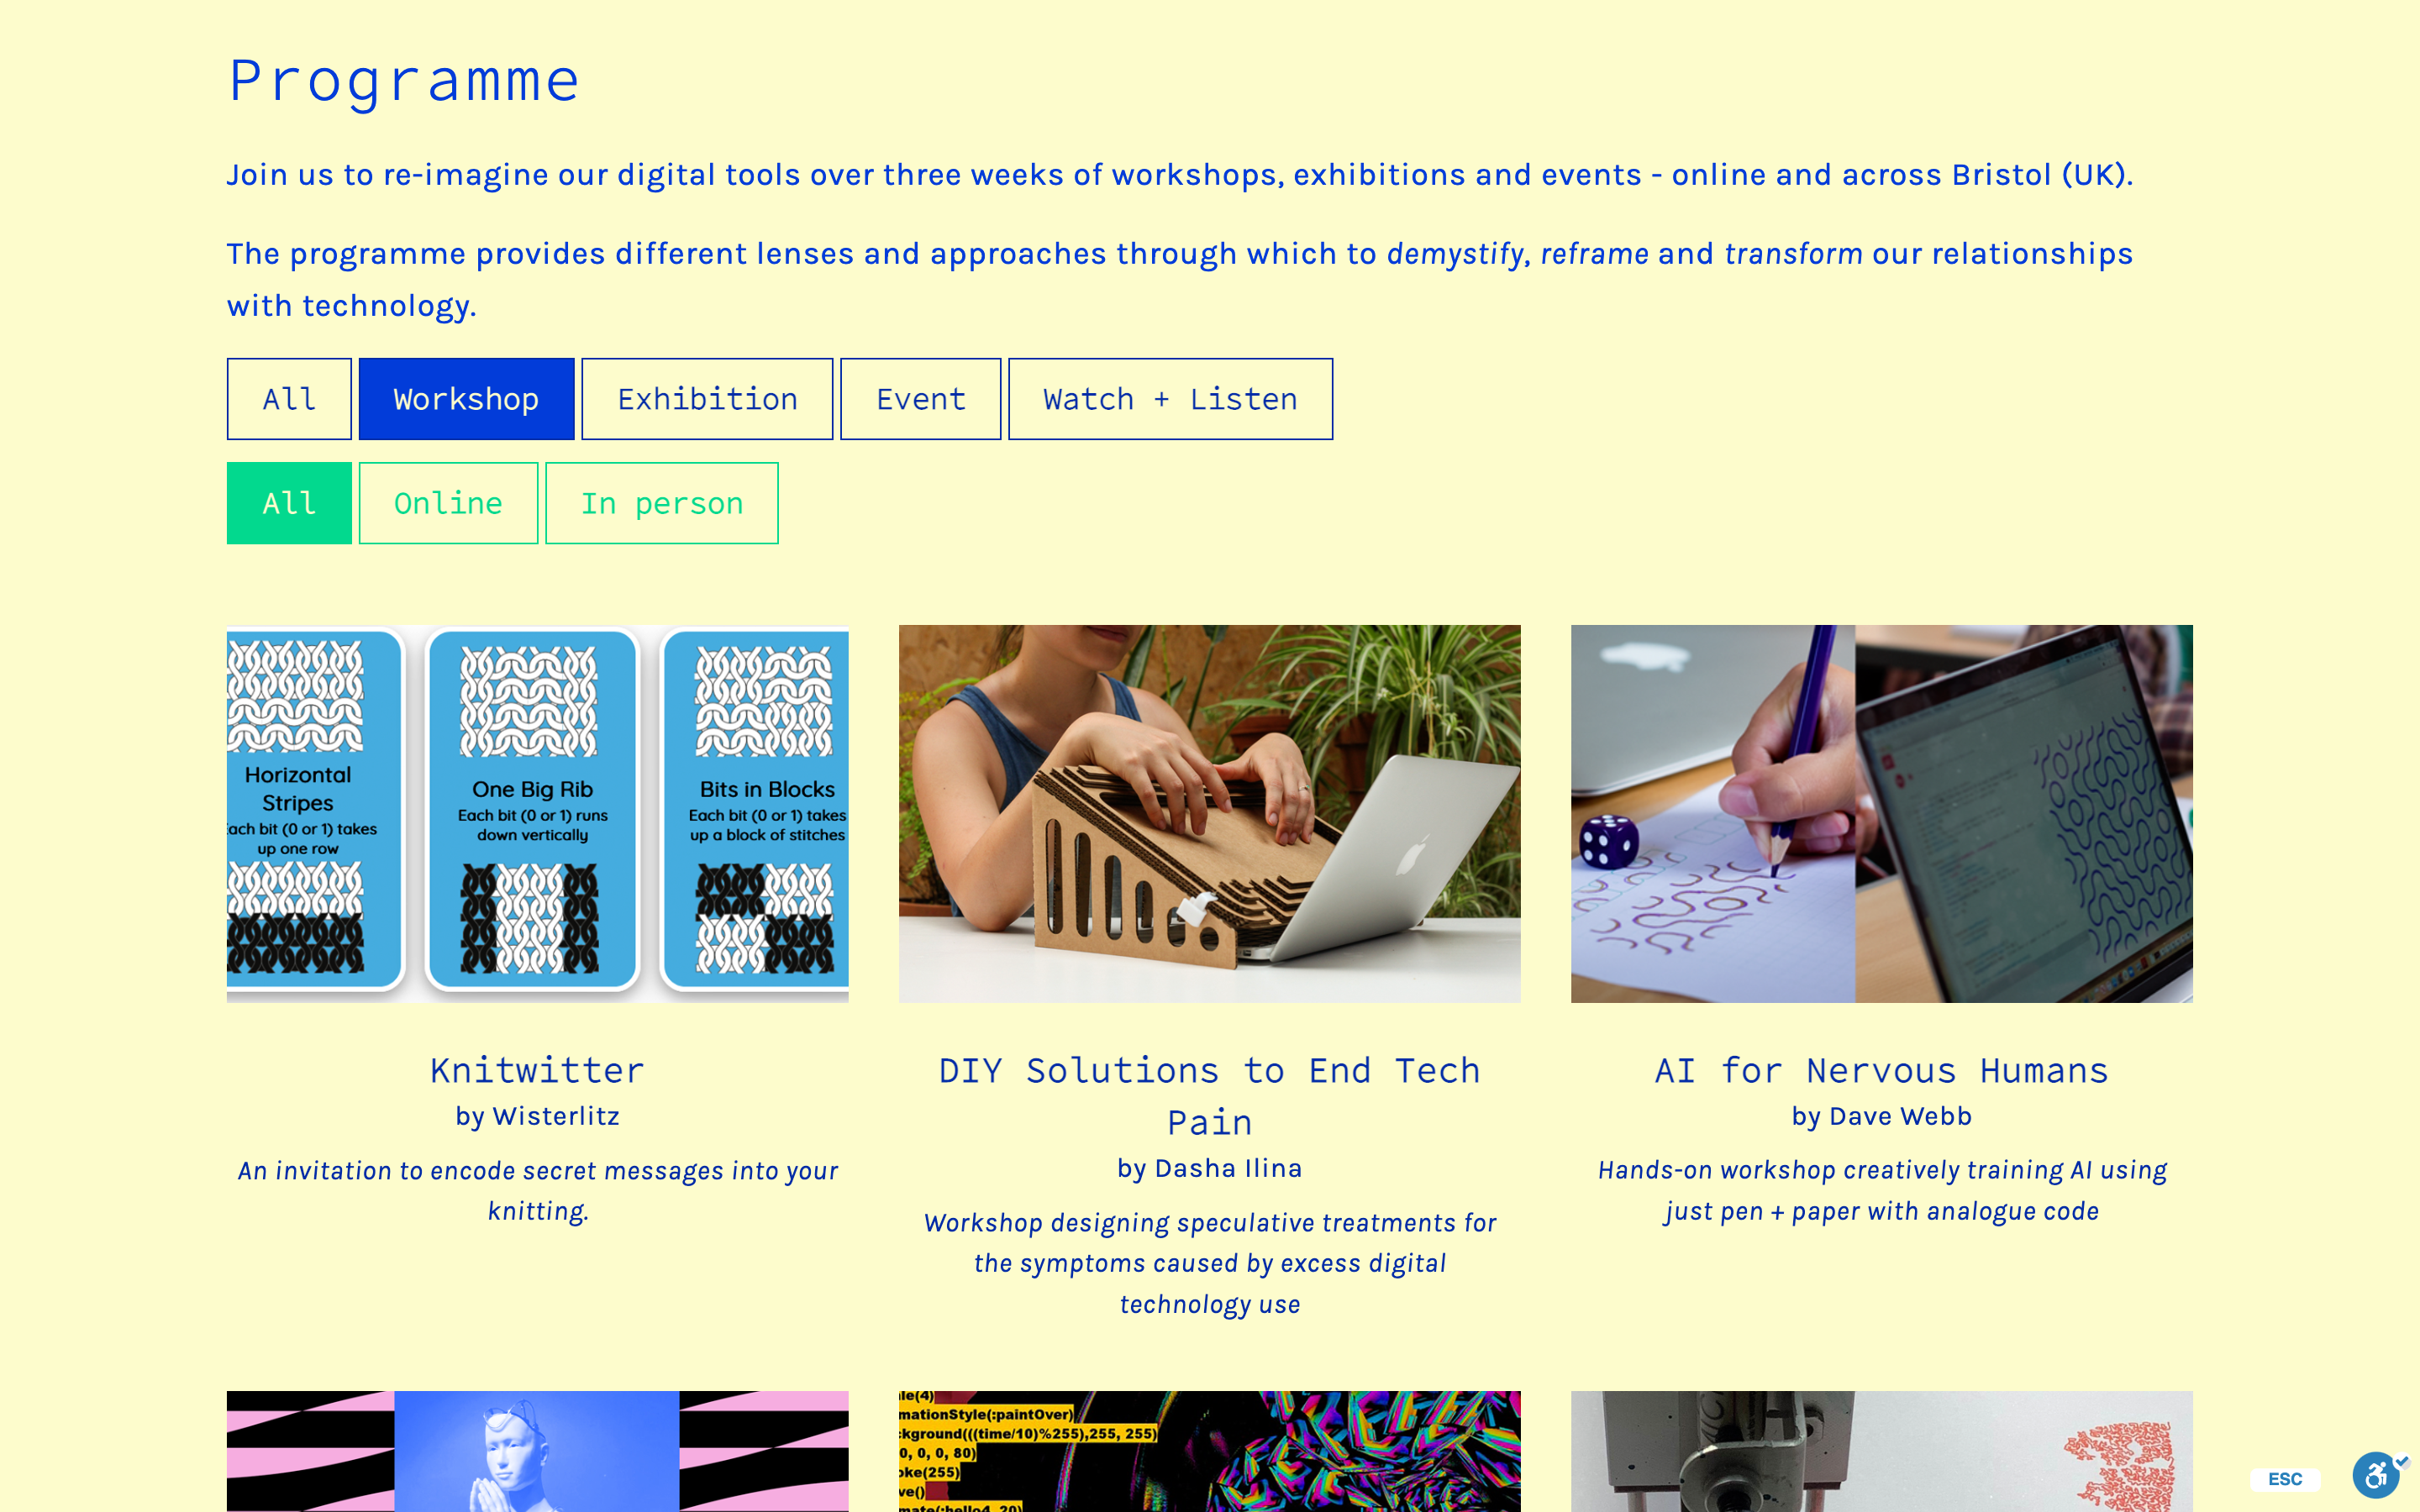 Programme
Join us to re-imagine our digital tools over three weeks of workshops, exhibitions and events - online and across Bristol (UK).
The programme provides different lenses and approaches through which to demystify, reframe and transform our relationships
with technology.
All Workshop Exhibition Event Watch + Listen
All Online In person
Horizontal
Stripes
Each bit (0 or 1) takes
up one row
One Big Rib
Each bit (0 or 1) runs
down vertically
Bits in Blocks
Each bit (0 or 1) takes
up a block of stitches
Knitwitter
by Wisterlitz
An invitation to encode secret messages into your
knitting.
DIY Solutions to End Tech
Pain
by Dasha Ilina
Workshop designing speculative treatments for
the symptoms caused by excess digital
technology use
AI for Nervous Humans
by Dave Webb
Hands-on workshop creatively training AI using
just pen + paper with analogue code
le(4)
mationStyle(:paintOver)
kground(((time/10)%255),255, 255)
0, 0, 0, 80)
oke(255)
ve()
mate(:hello4, 20)
ESC